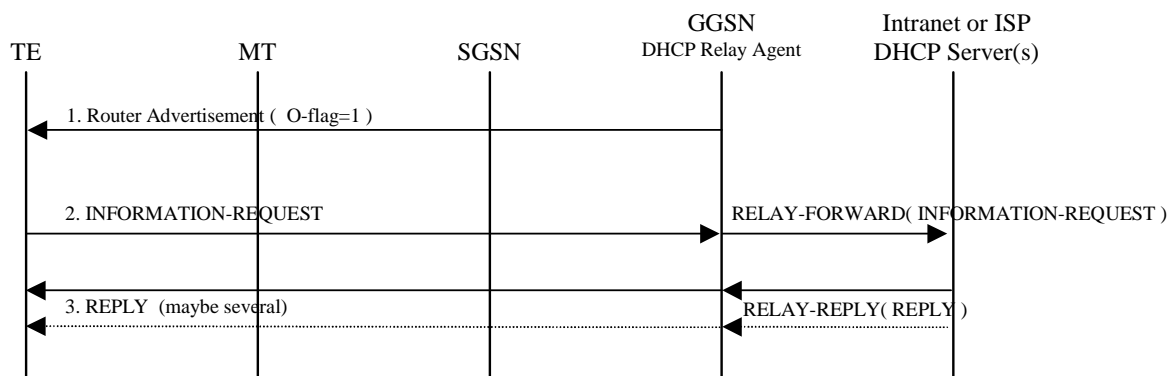 TE
MT
SGSN
GGSN
DHCP Relay Agent
Intranet or ISP
DHCP Server(s)
1. Router Advertisement ( O-flag=1 )
2. INFORMATION-REQUEST
RELAY-FORWARD( INFORMATION-REQUEST )
3. REPLY (maybe several)
RELAY-REPLY( REPLY )